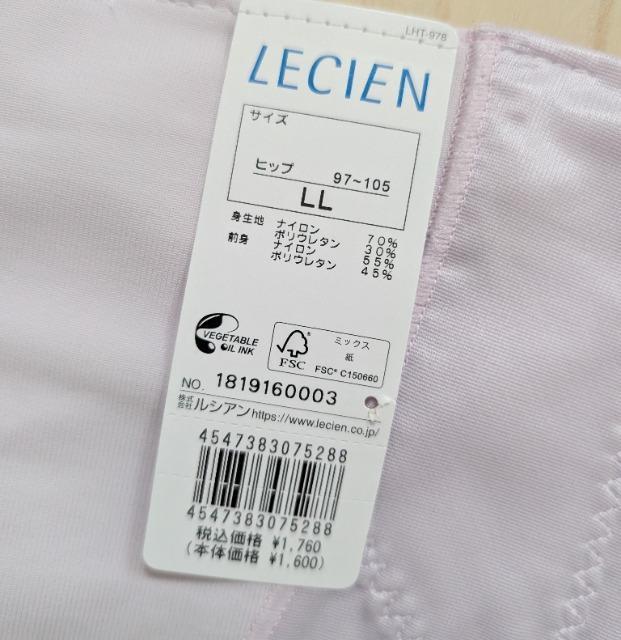 LHT-978
LECIEN
サイズ
ヒップ 97~105
LL
身生地 ナイロン 70%
ポリウレタン 30%
前身 ナイロン 55%
ポリウレタン 45%
VEGETABLE
OIL INK
FSC
ミックス
紙
FSC® C150660
NO. 1819160003
株式会社 ルシアン https://www.lecien.co.jp/
4547383075288
4547383075288
税込価格 ¥1,760
(本体価格 ¥1,600)